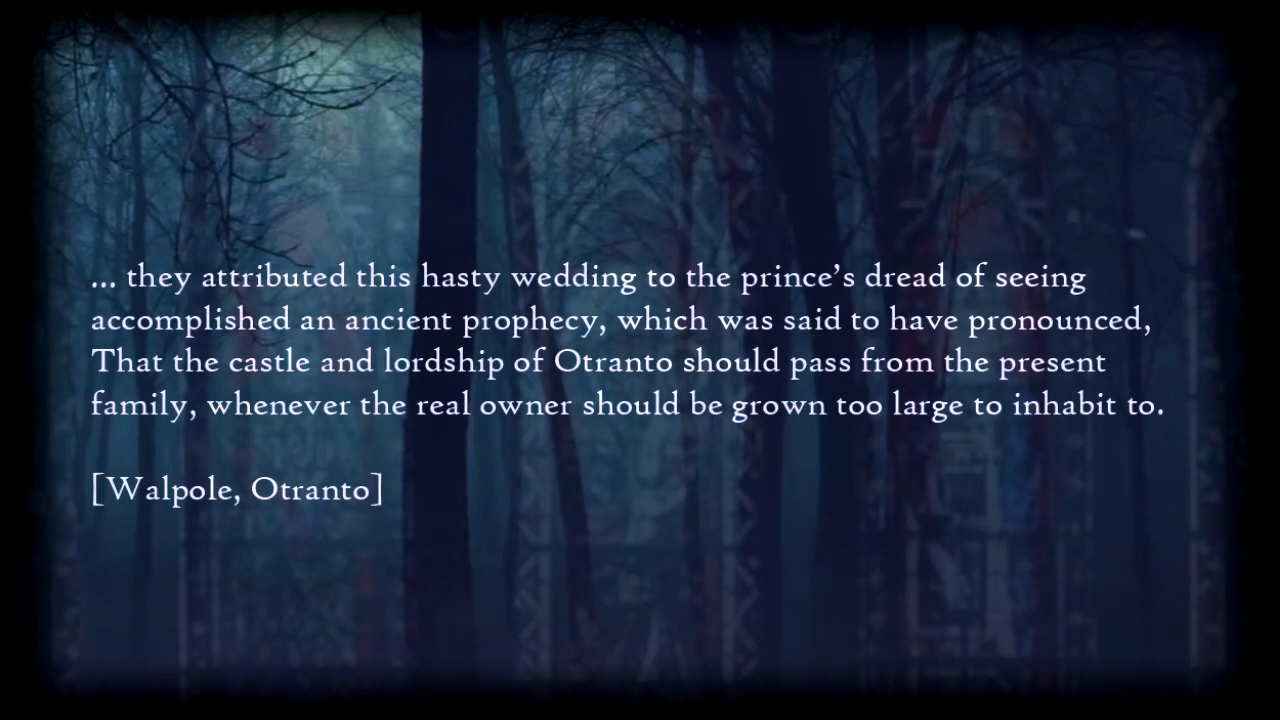 ... they attributed this hasty wedding to the prince’s dread of seeing
accomplished an ancient prophecy, which was said to have pronounced,
That the castle and lordship of Otranto should pass from the present
family, whenever the real owner should be grown too large to inhabit to.
[Walpole, Otranto]